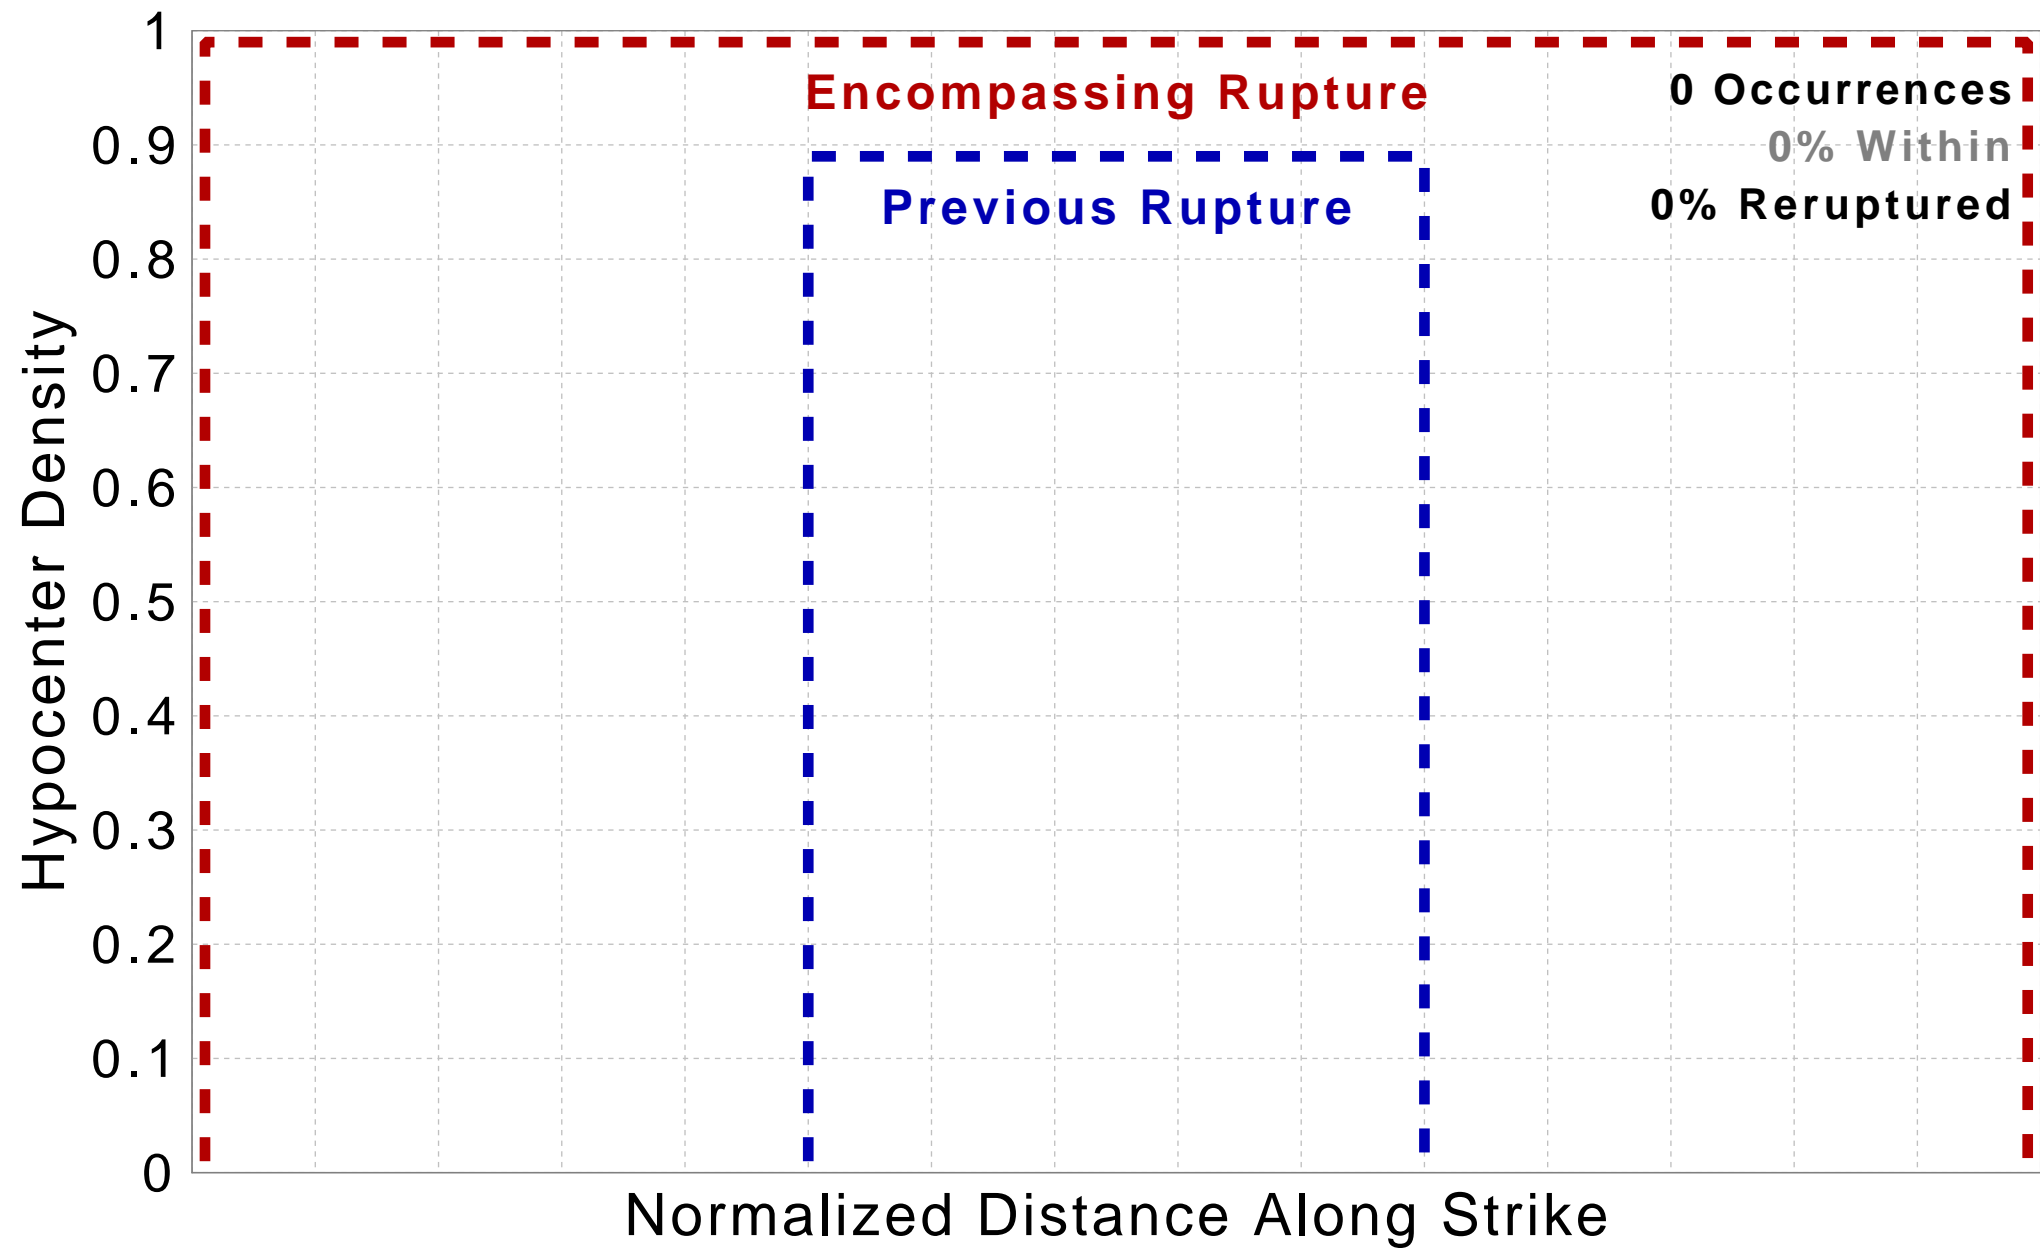 1
Encompassing Rupture
0 Occurrences
0.9
0% Within
Previous Rupture
0% Reruptured
0.8
0.7
0.6
0.5
0.4
0.3
0.2
0.1
0
Hypocenter Density
Normalized Distance Along Strike